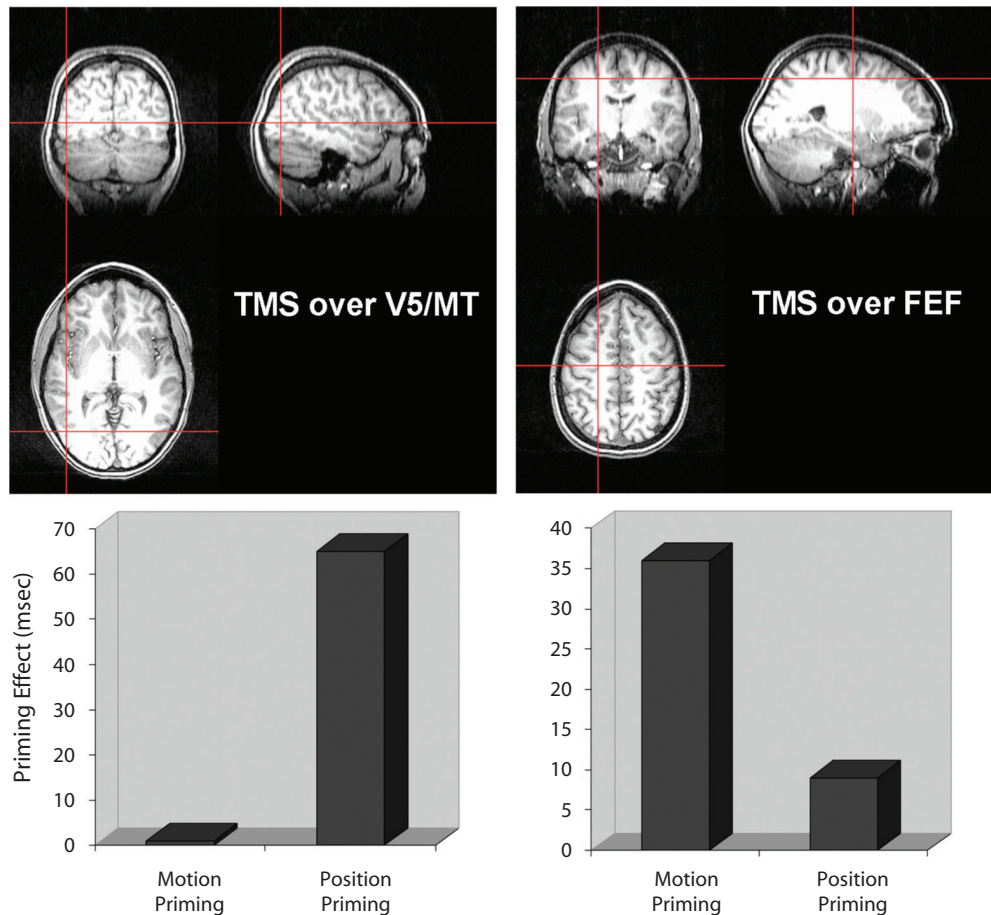 TMS over V5/MT
TMS over FEF
Priming Effect (msec)
70
60
50
40
30
20
10
0
Motion
Priming
Position
Priming
40
35
30
25
20
15
10
5
0
Motion
Priming
Position
Priming